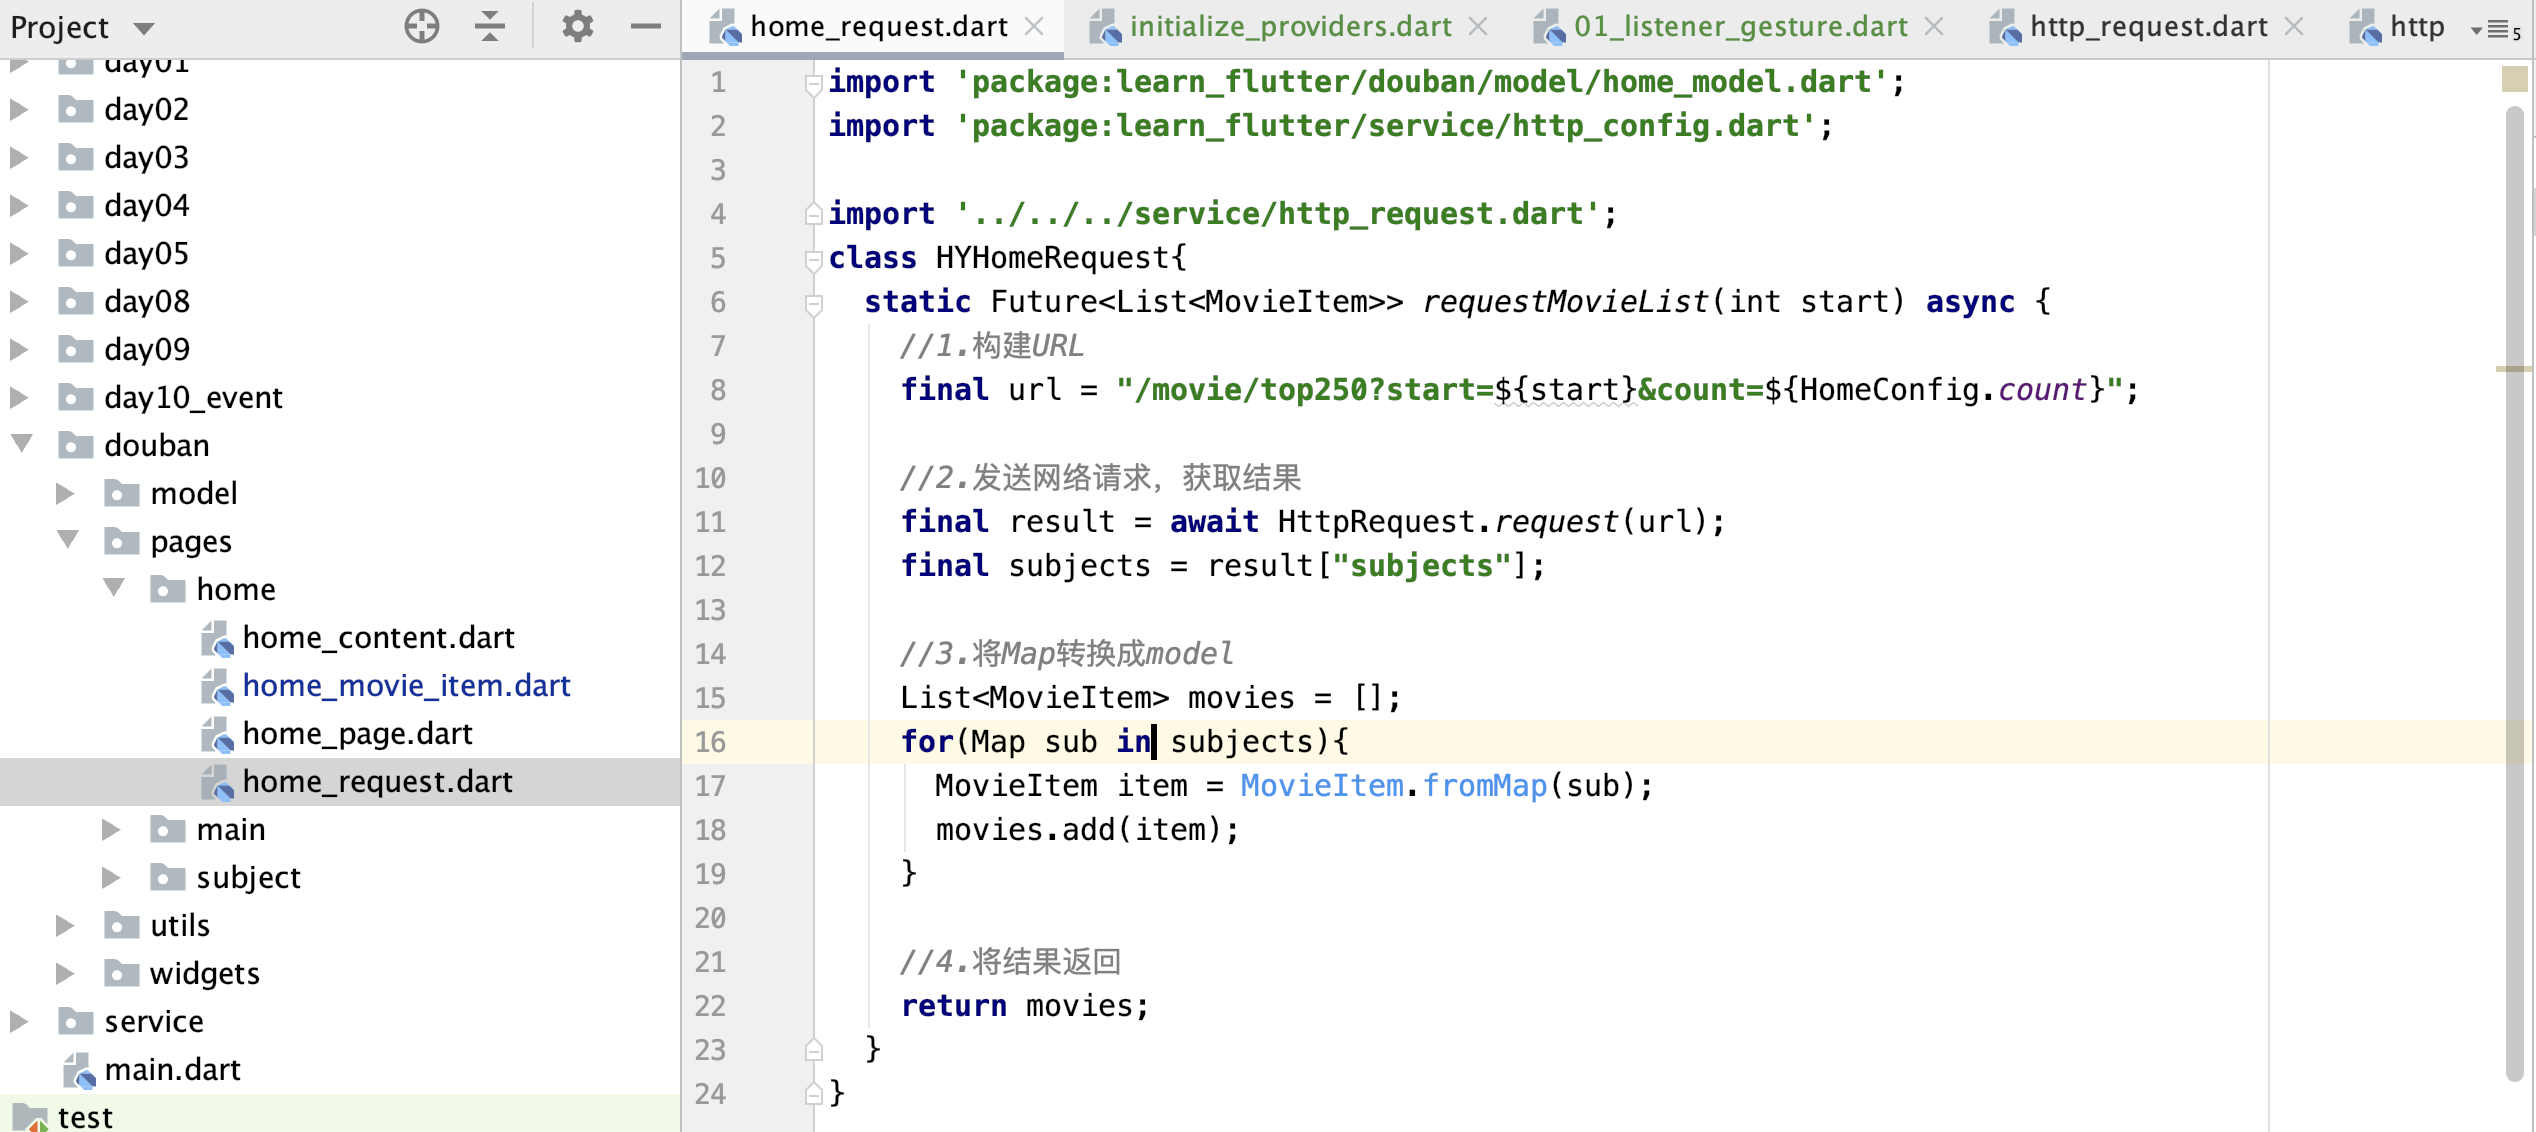 Project
home_request.dart
initialize_providers.dart
01_listener_gesture.dart
http_request.dart
http
5
day01
day02
day03
day04
day05
day08
day09
day10_event
douban
model
pages
home
home_content.dart
home_movie_item.dart
home_page.dart
home_request.dart
main
subject
utils
widgets
service
main.dart
test
1 import 'package:learn_flutter/douban/model/home_model.dart';
2 import 'package:learn_flutter/service/http_config.dart';
3
4 import '../../../service/http_request.dart';
5 class HYHomeRequest{
6   static Future<List<MovieItem>> requestMovieList(int start) async {
7     //1.构建URL
8     final url = "/movie/top250?start=${start}&count=${HomeConfig.count}";
9
10     //2.发送网络请求，获取结果
11     final result = await HttpRequest.request(url);
12     final subjects = result["subjects"];
13
14     //3.将Map转换成model
15     List<MovieItem> movies = [];
16     for(Map sub in subjects){
17       MovieItem item = MovieItem.fromMap(sub);
18       movies.add(item);
19     }
20
21     //4.将结果返回
22     return movies;
23   }
24 }